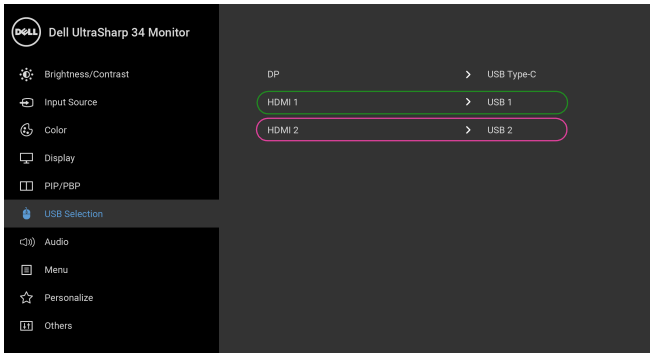 DELL Dell UltraSharp 34 Monitor
Brightness/Contrast
DP USB Type-C
Input Source
HDMI 1 USB 1
Color
HDMI 2 USB 2
Display
PIP/PBP
USB Selection
Audio
Menu
Personalize
Others